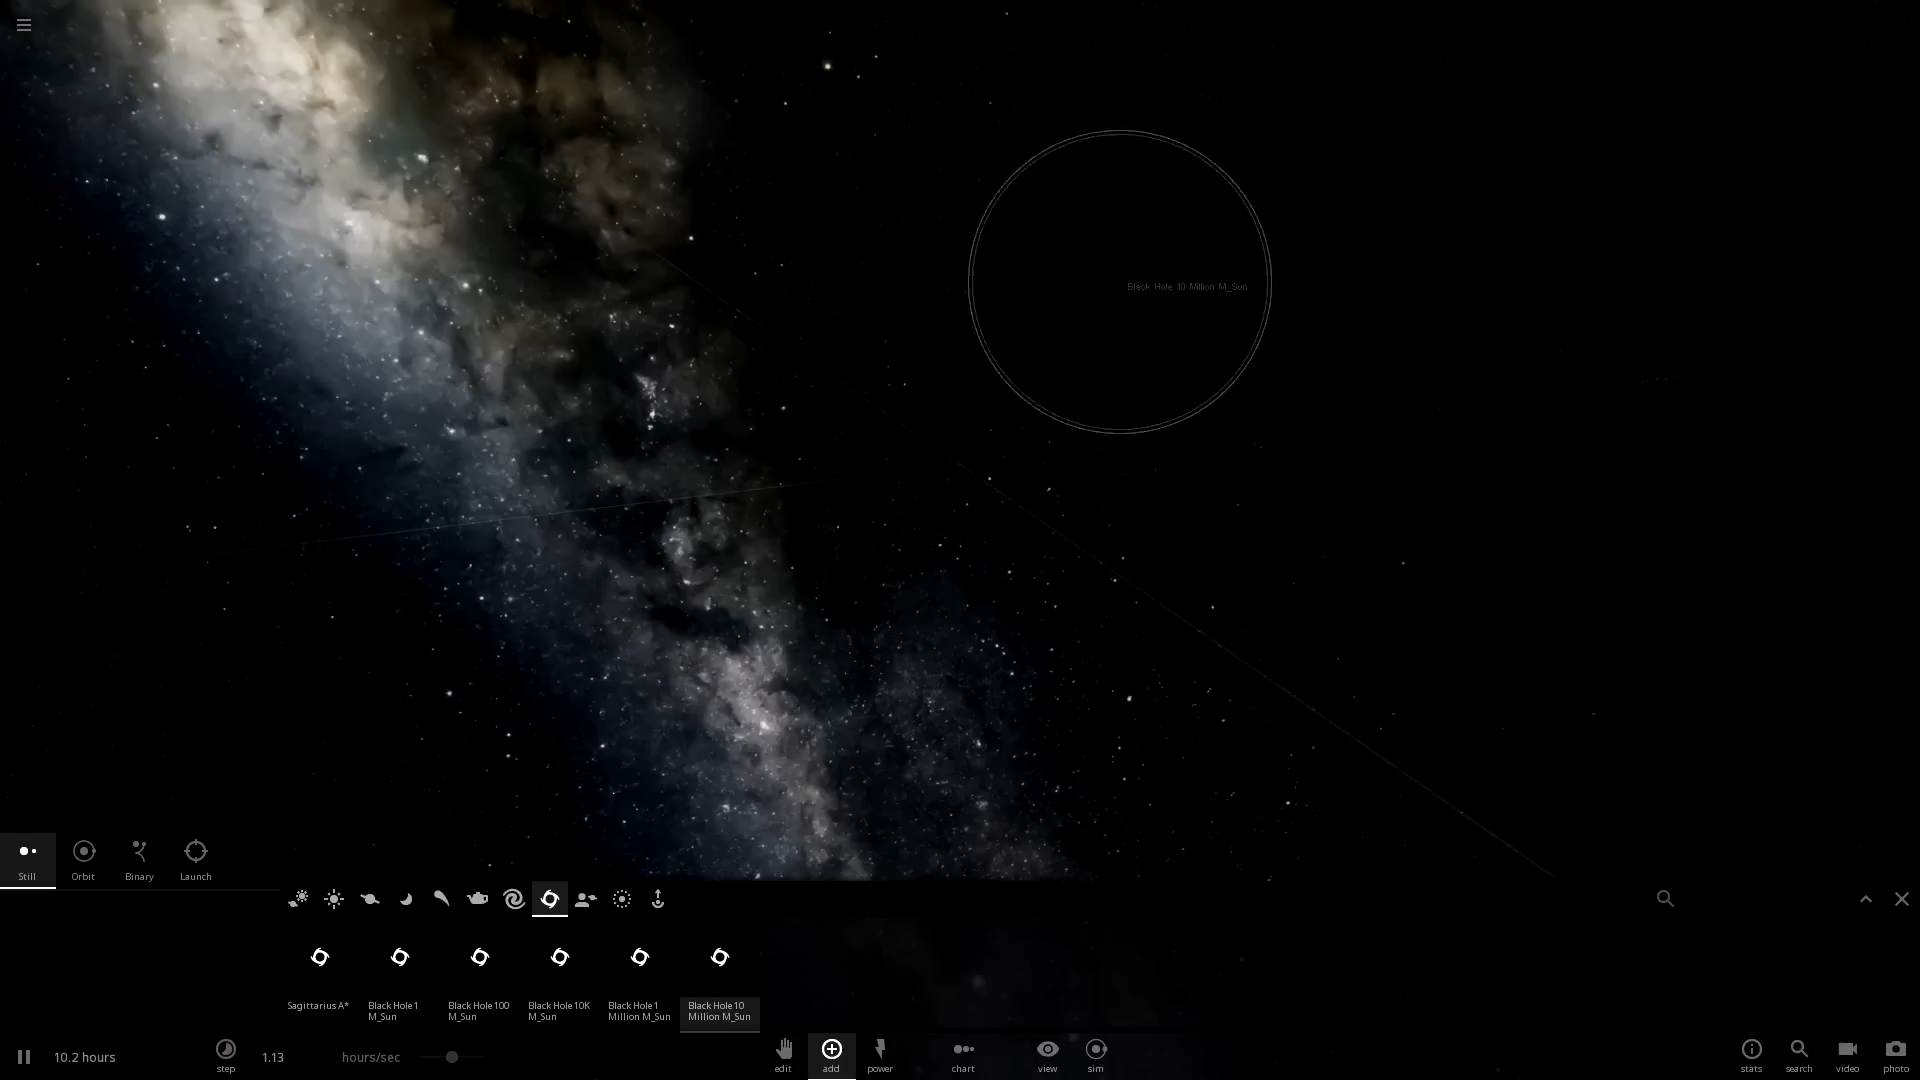 Black Hole 10 Million M_Sun
Still
Orbit
Binary
Launch
Sagittarius A*
Black Hole 1
M_Sun
Black Hole 100
M_Sun
Black Hole 10K
M_Sun
Black Hole 1
Million M_Sun
Black Hole 10
Million M_Sun
10.2 hours
step
1.13
hours/sec
edit
add
power
chart
view
sim
stats
search
video
photo